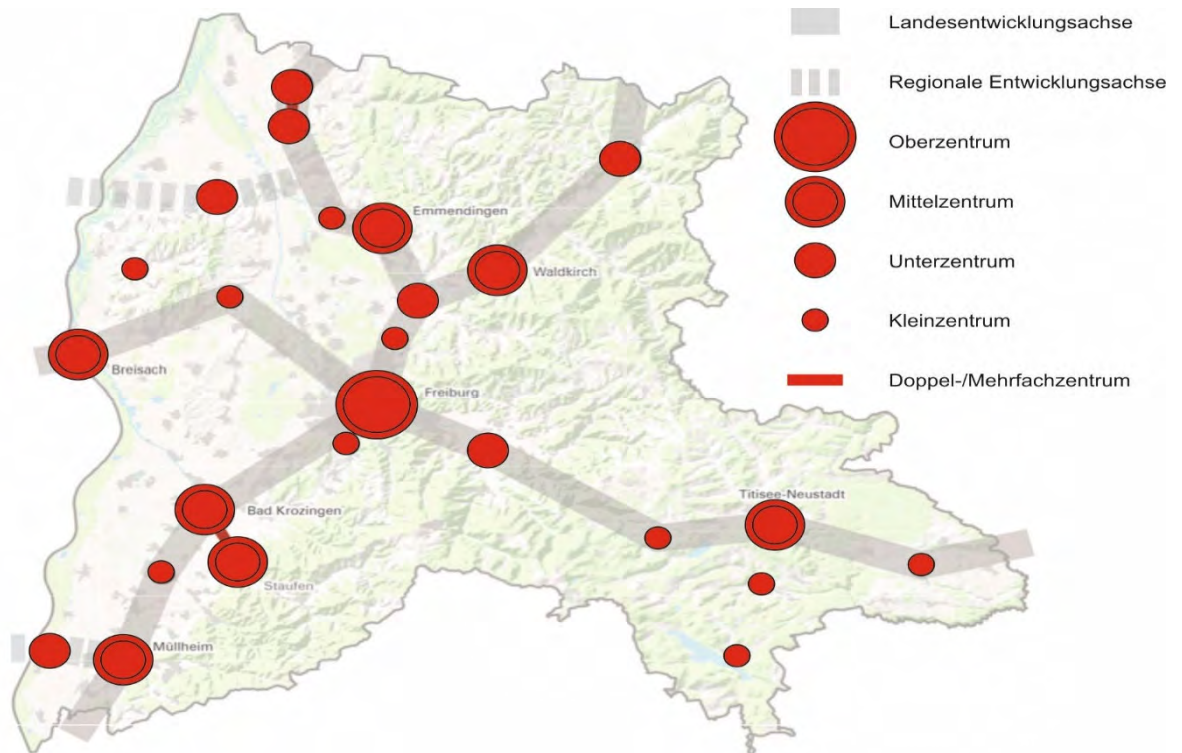 Landesentwicklungsachse
Regionale Entwicklungsachse
Oberzentrum
Mittelzentrum
Unterzentrum
Kleinzentrum
Doppel-/Mehrfachzentrum
Emmendingen
Waldkirch
Breisach
Freiburg
Bad Krozingen
Titisee-Neustadt
Staufen
Müllheim